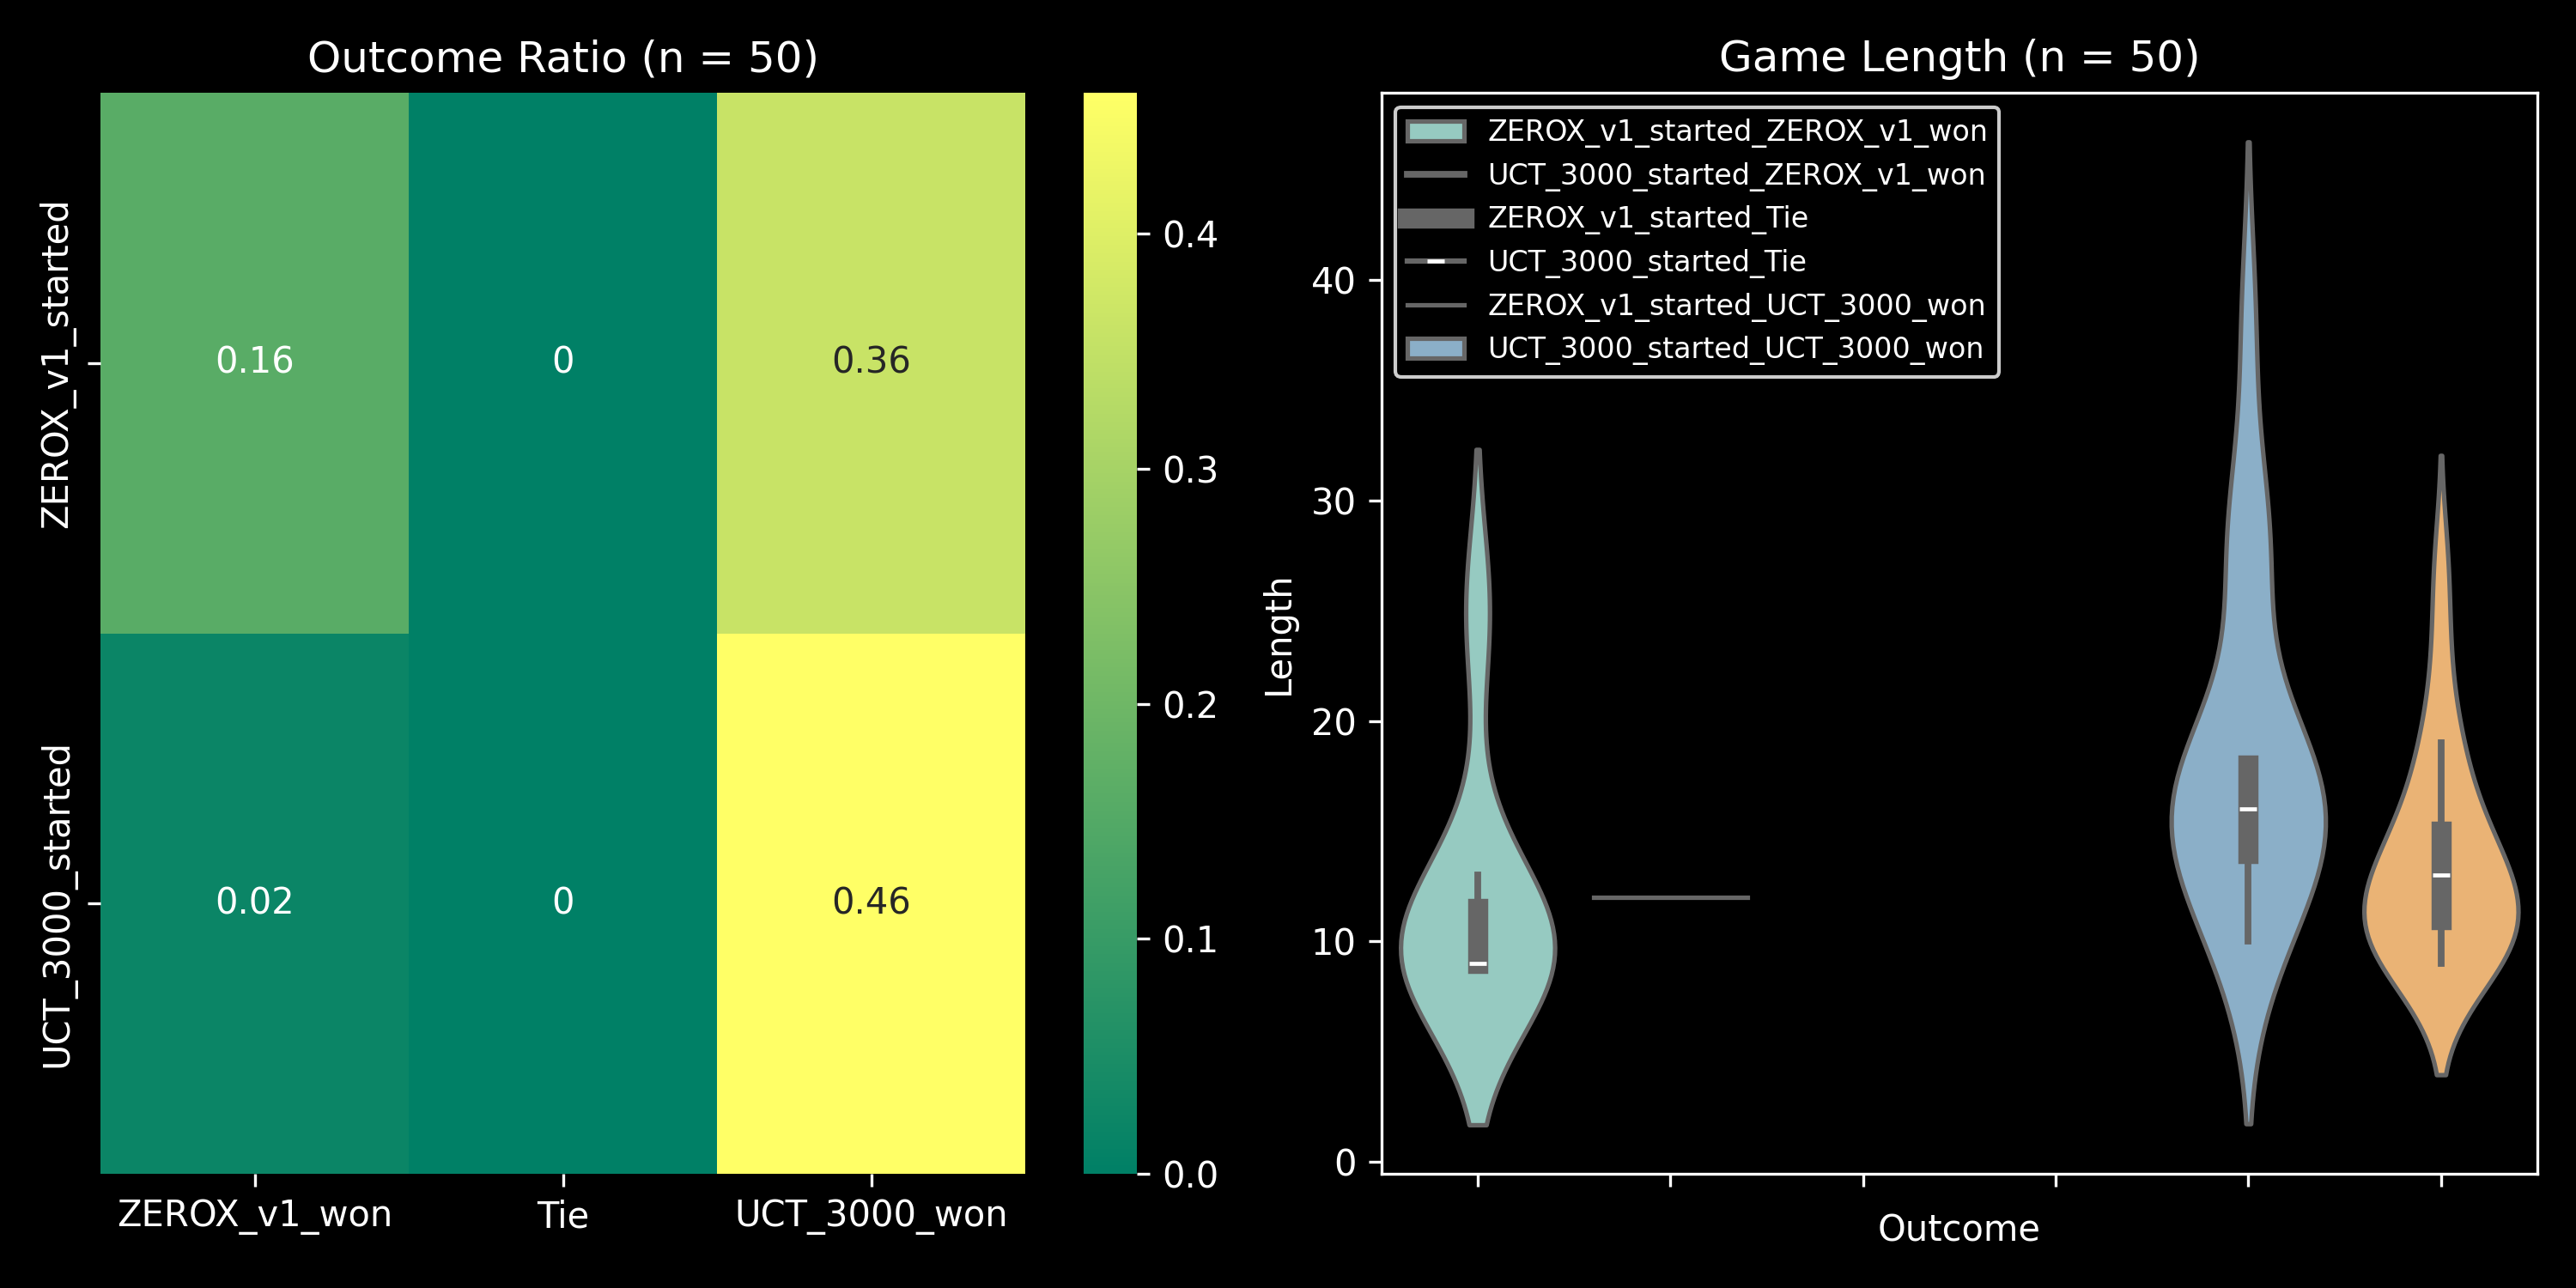 Outcome Ratio (n = 50)
ZEROX_v1_started
UCT_3000_started
0.16
0
0.36
0.02
0
0.46
ZEROX_v1_won
Tie
UCT_3000_won
0.4
0.3
0.2
0.1
0.0
Game Length (n = 50)
ZEROX_v1_started_ZEROX_v1_won
UCT_3000_started_ZEROX_v1_won
ZEROX_v1_started_Tie
UCT_3000_started_Tie
ZEROX_v1_started_UCT_3000_won
UCT_3000_started_UCT_3000_won
Length
40
30
20
10
0
Outcome